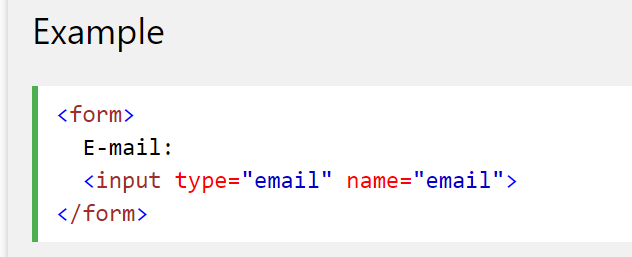 Example
<form>
E-mail:
<input type="email" name="email">
</form>